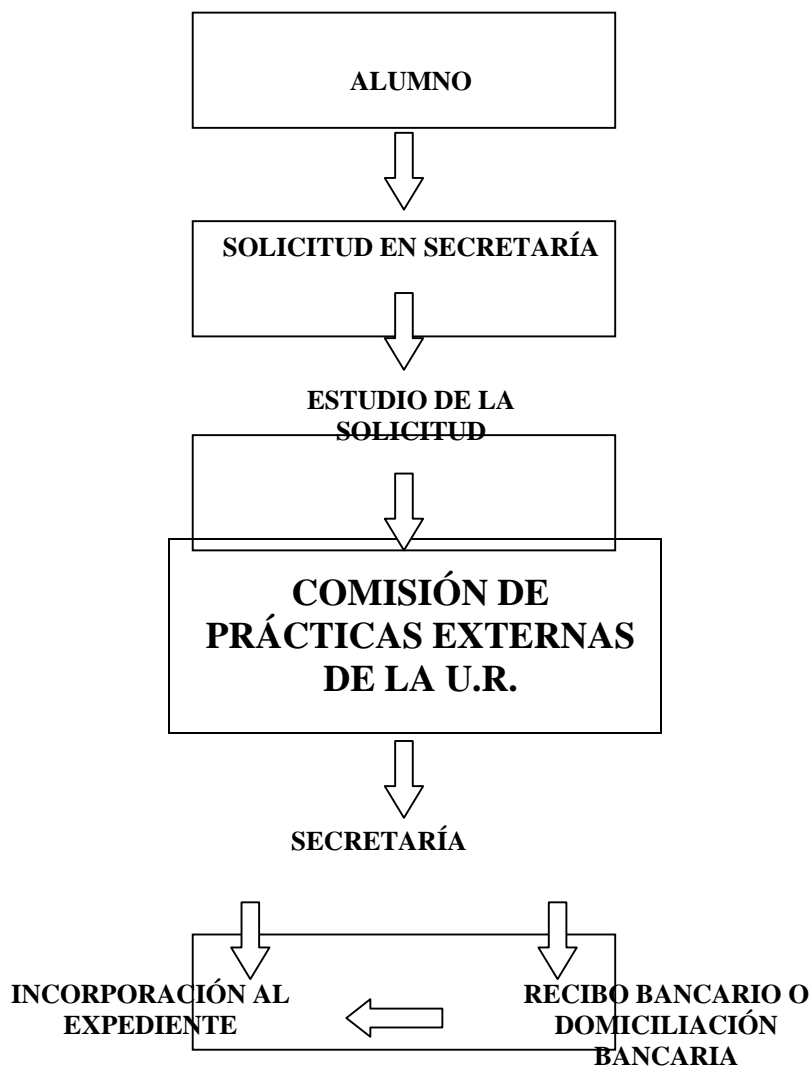 ALUMNO
SOLICITUD EN SECRETARÍA
ESTUDIO DE LA
SOLICITUD
COMISIÓN DE
PRÁCTICAS EXTERNAS
DE LA U.R.
SECRETARÍA
INCORPORACIÓN AL
EXPEDIENTE
RECIBO BANCARIO O
DOMICILIACIÓN
BANCARIA